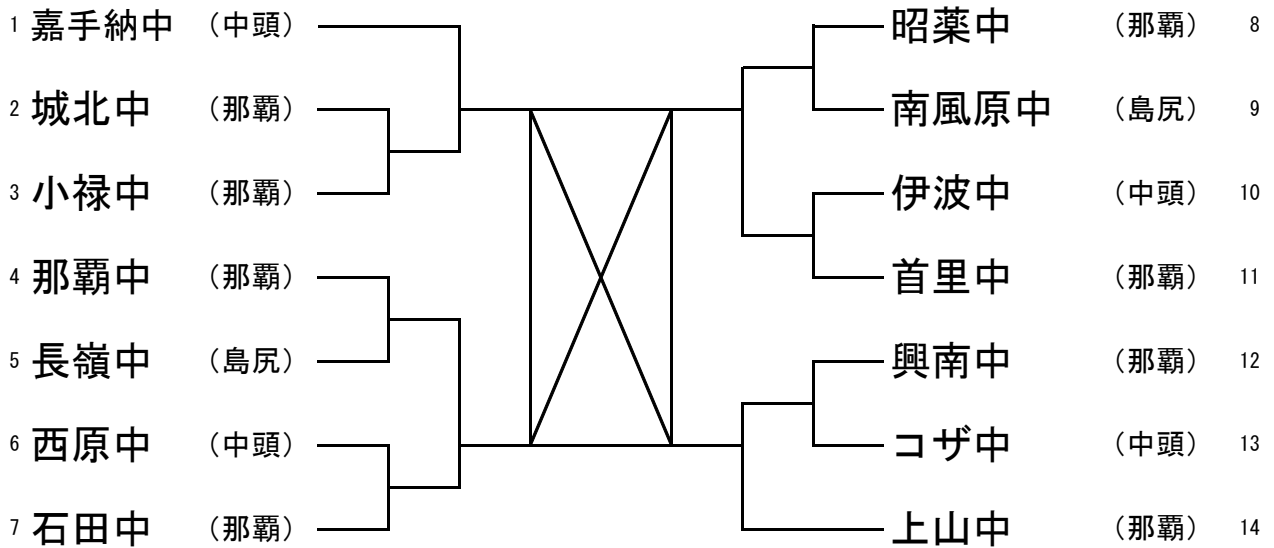 1 嘉手納中 （中頭）
2 城北中 （那覇）
3 小禄中 （那覇）
4 那覇中 （那覇）
5 長嶺中 （島尻）
6 西原中 （中頭）
7 石田中 （那覇）
昭薬中 （那覇） 8
南風原中 （島尻） 9
伊波中 （中頭） 10
首里中 （那覇） 11
興南中 （那覇） 12
コザ中 （中頭） 13
上山中 （那覇） 14